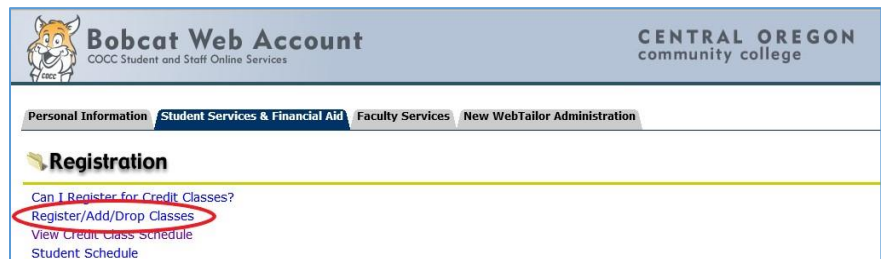 Bobcat Web Account
COCC Student and Staff Online Services
CENTRAL OREGON
community college
COCC
Personal Information Student Services & Financial Aid Faculty Services New WebTailor Administration
Registration
Can I Register for Credit Classes?
Register/Add/Drop Classes
View Credit Class Schedule
Student Schedule